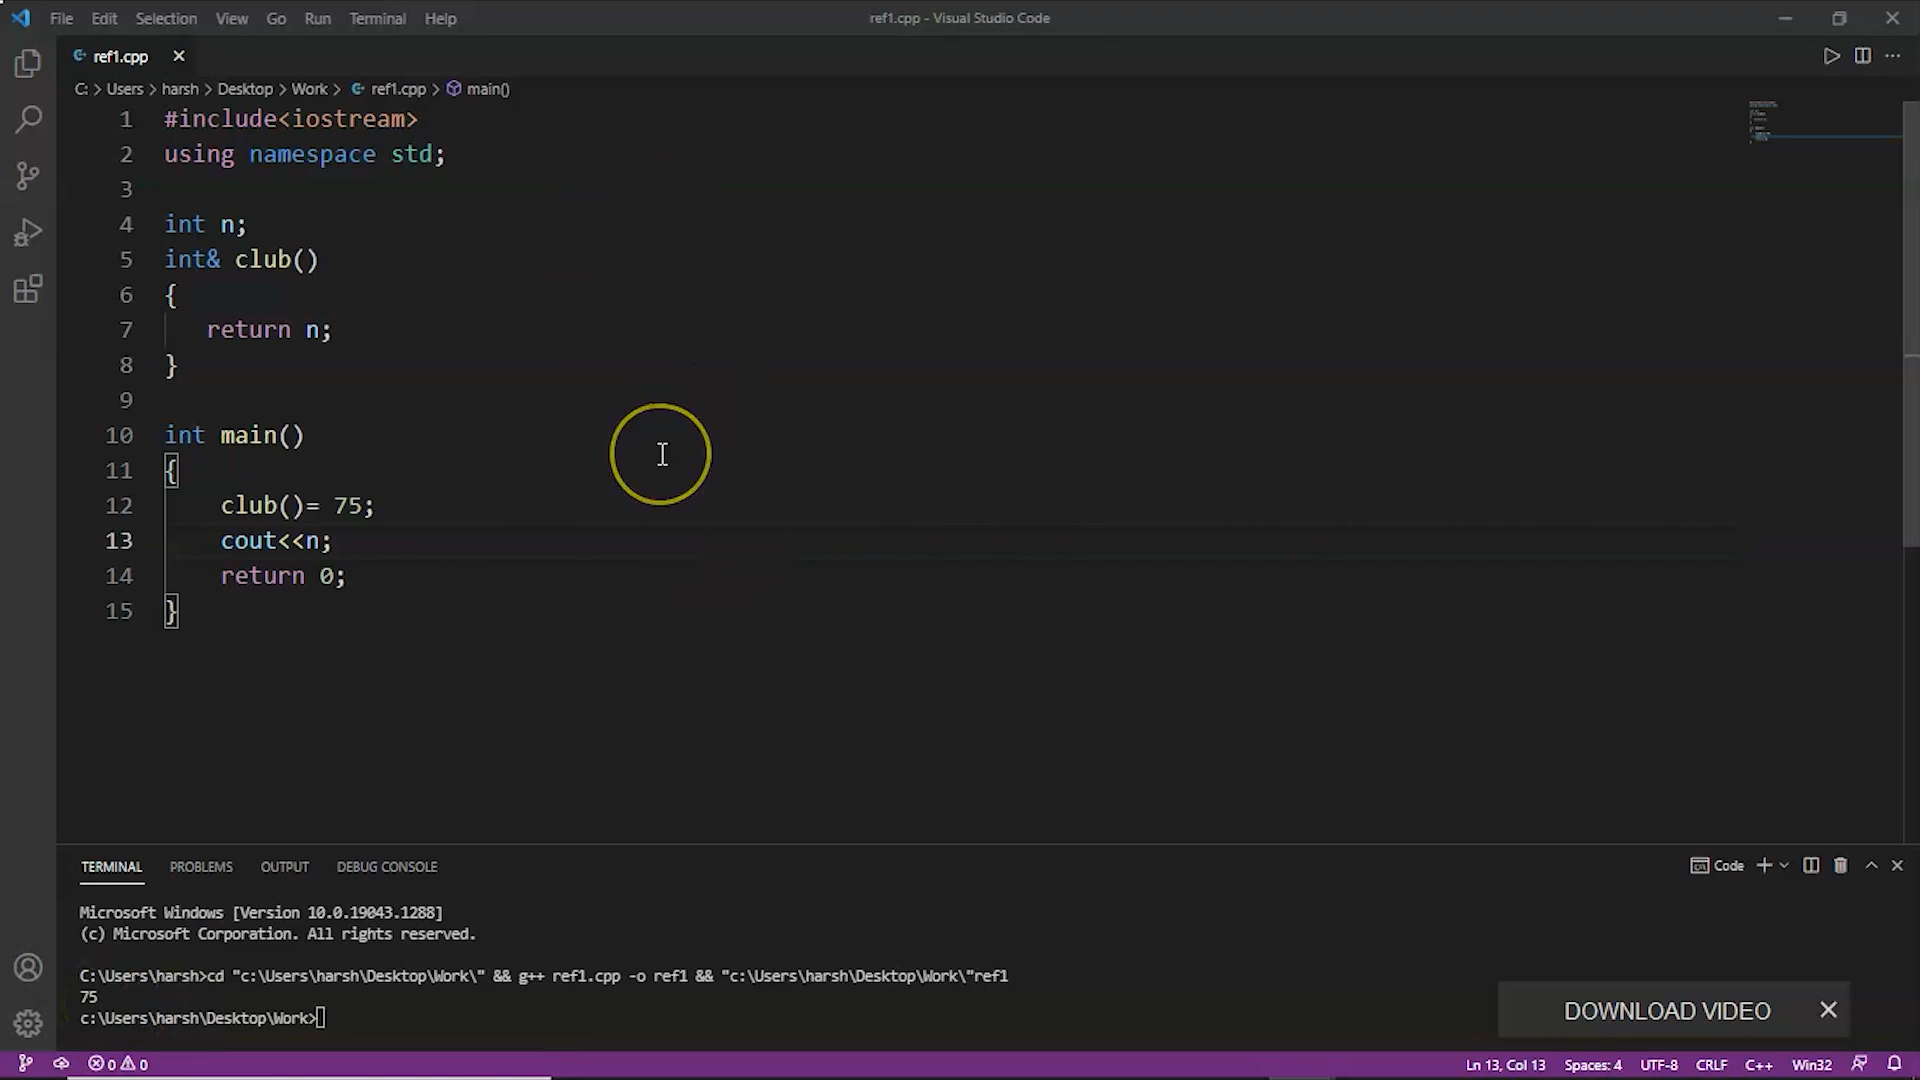 File Edit Selection View Go Run Terminal Help ref1.cpp - Visual Studio Code
ref1.cpp
C: > Users > harsh > Desktop > Work > ref1.cpp > main()
1 #include<iostream>
2 using namespace std;
3
4 int n;
5 int& club()
6 {
7 return n;
8 }
9
10 int main()
11 {
12 club()= 75;
13 cout<<n;
14 return 0;
15 }
TERMINAL PROBLEMS OUTPUT DEBUG CONSOLE Code
Microsoft Windows [Version 10.0.19043.1288]
(c) Microsoft Corporation. All rights reserved.
C:\Users\harsh>cd "c:\Users\harsh\Desktop\Work\" && g++ ref1.cpp -o ref1 && "c:\Users\harsh\Desktop\Work\"ref1
75
c:\Users\harsh\Desktop\Work>
DOWNLOAD VIDEO
0 0 Ln 13, Col 13 Spaces: 4 UTF-8 CRLF C++ Win32